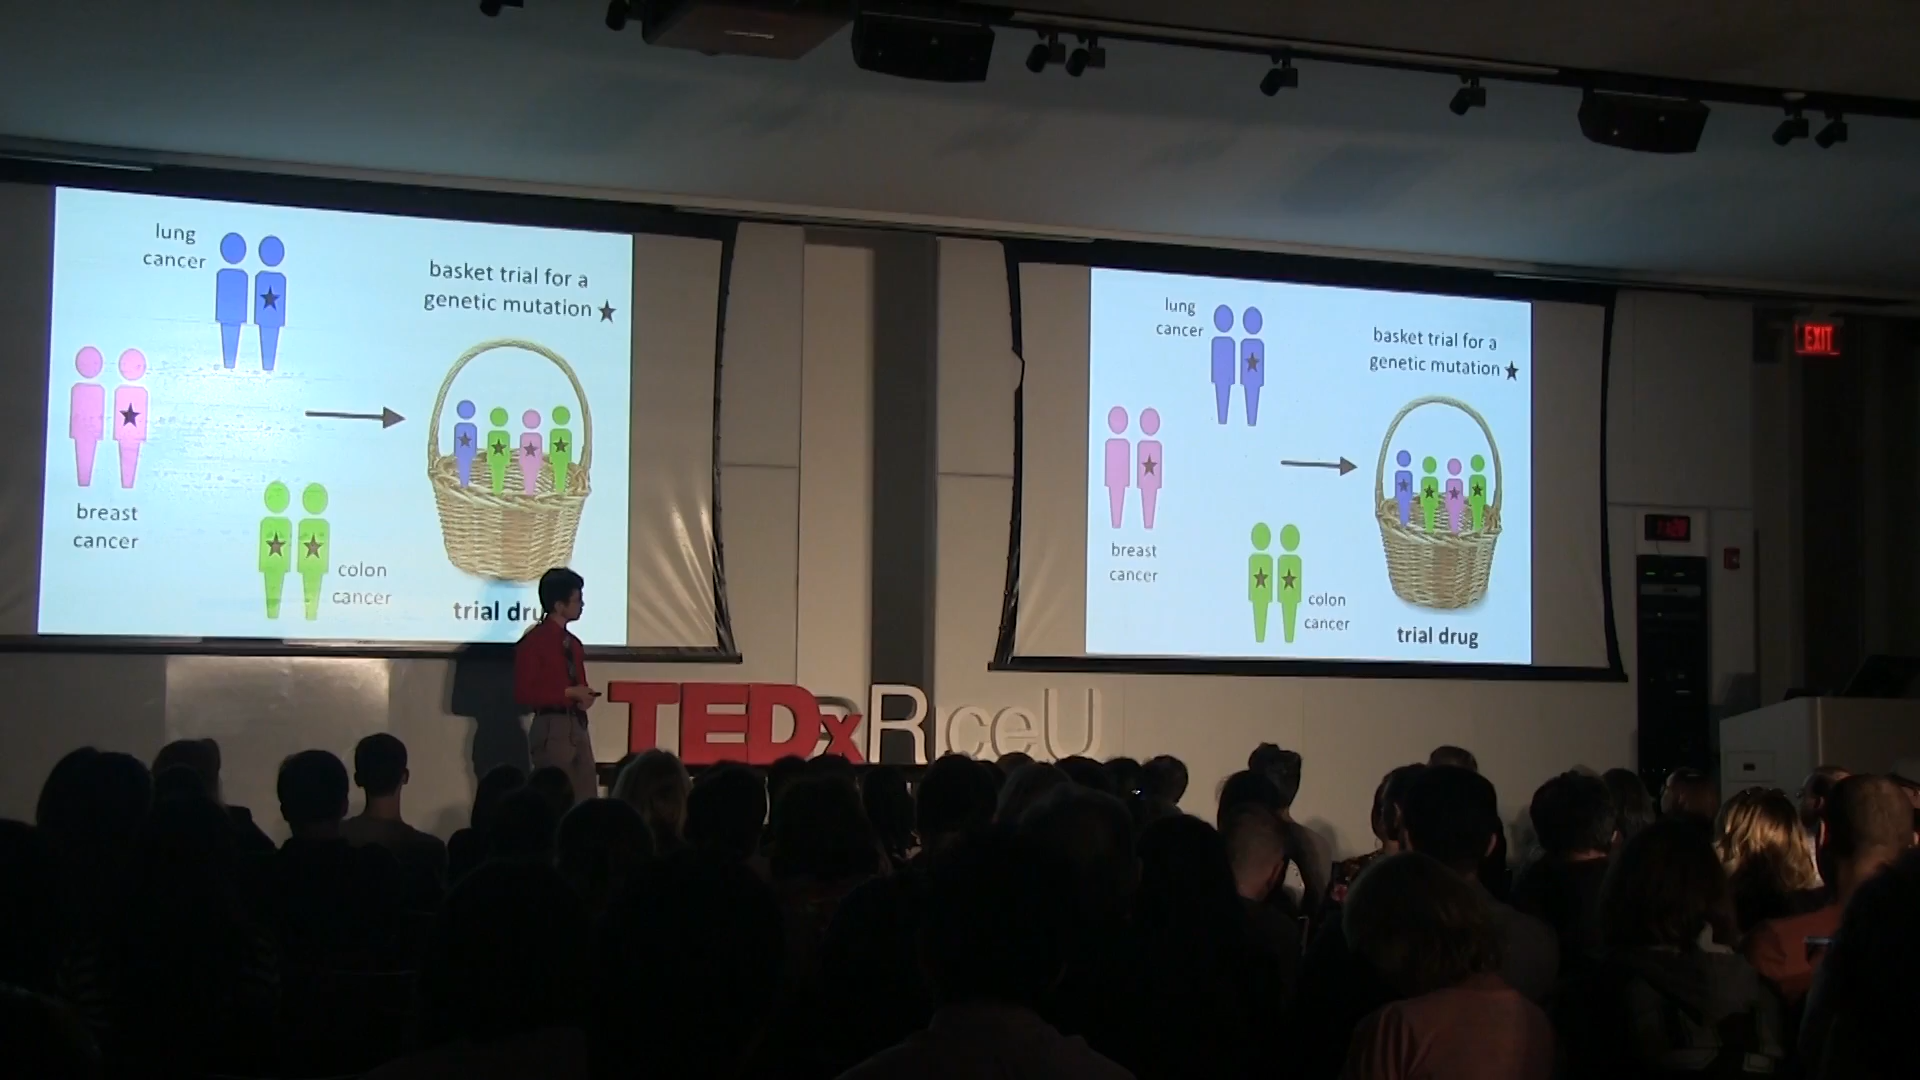 lung
cancer
basket trial for a
genetic mutation
breast
cancer
colon
cancer
trial dru
lung
cancer
basket trial for a
genetic mutation
breast
cancer
colon
cancer
trial drug
EXIT
TEDxRiceU